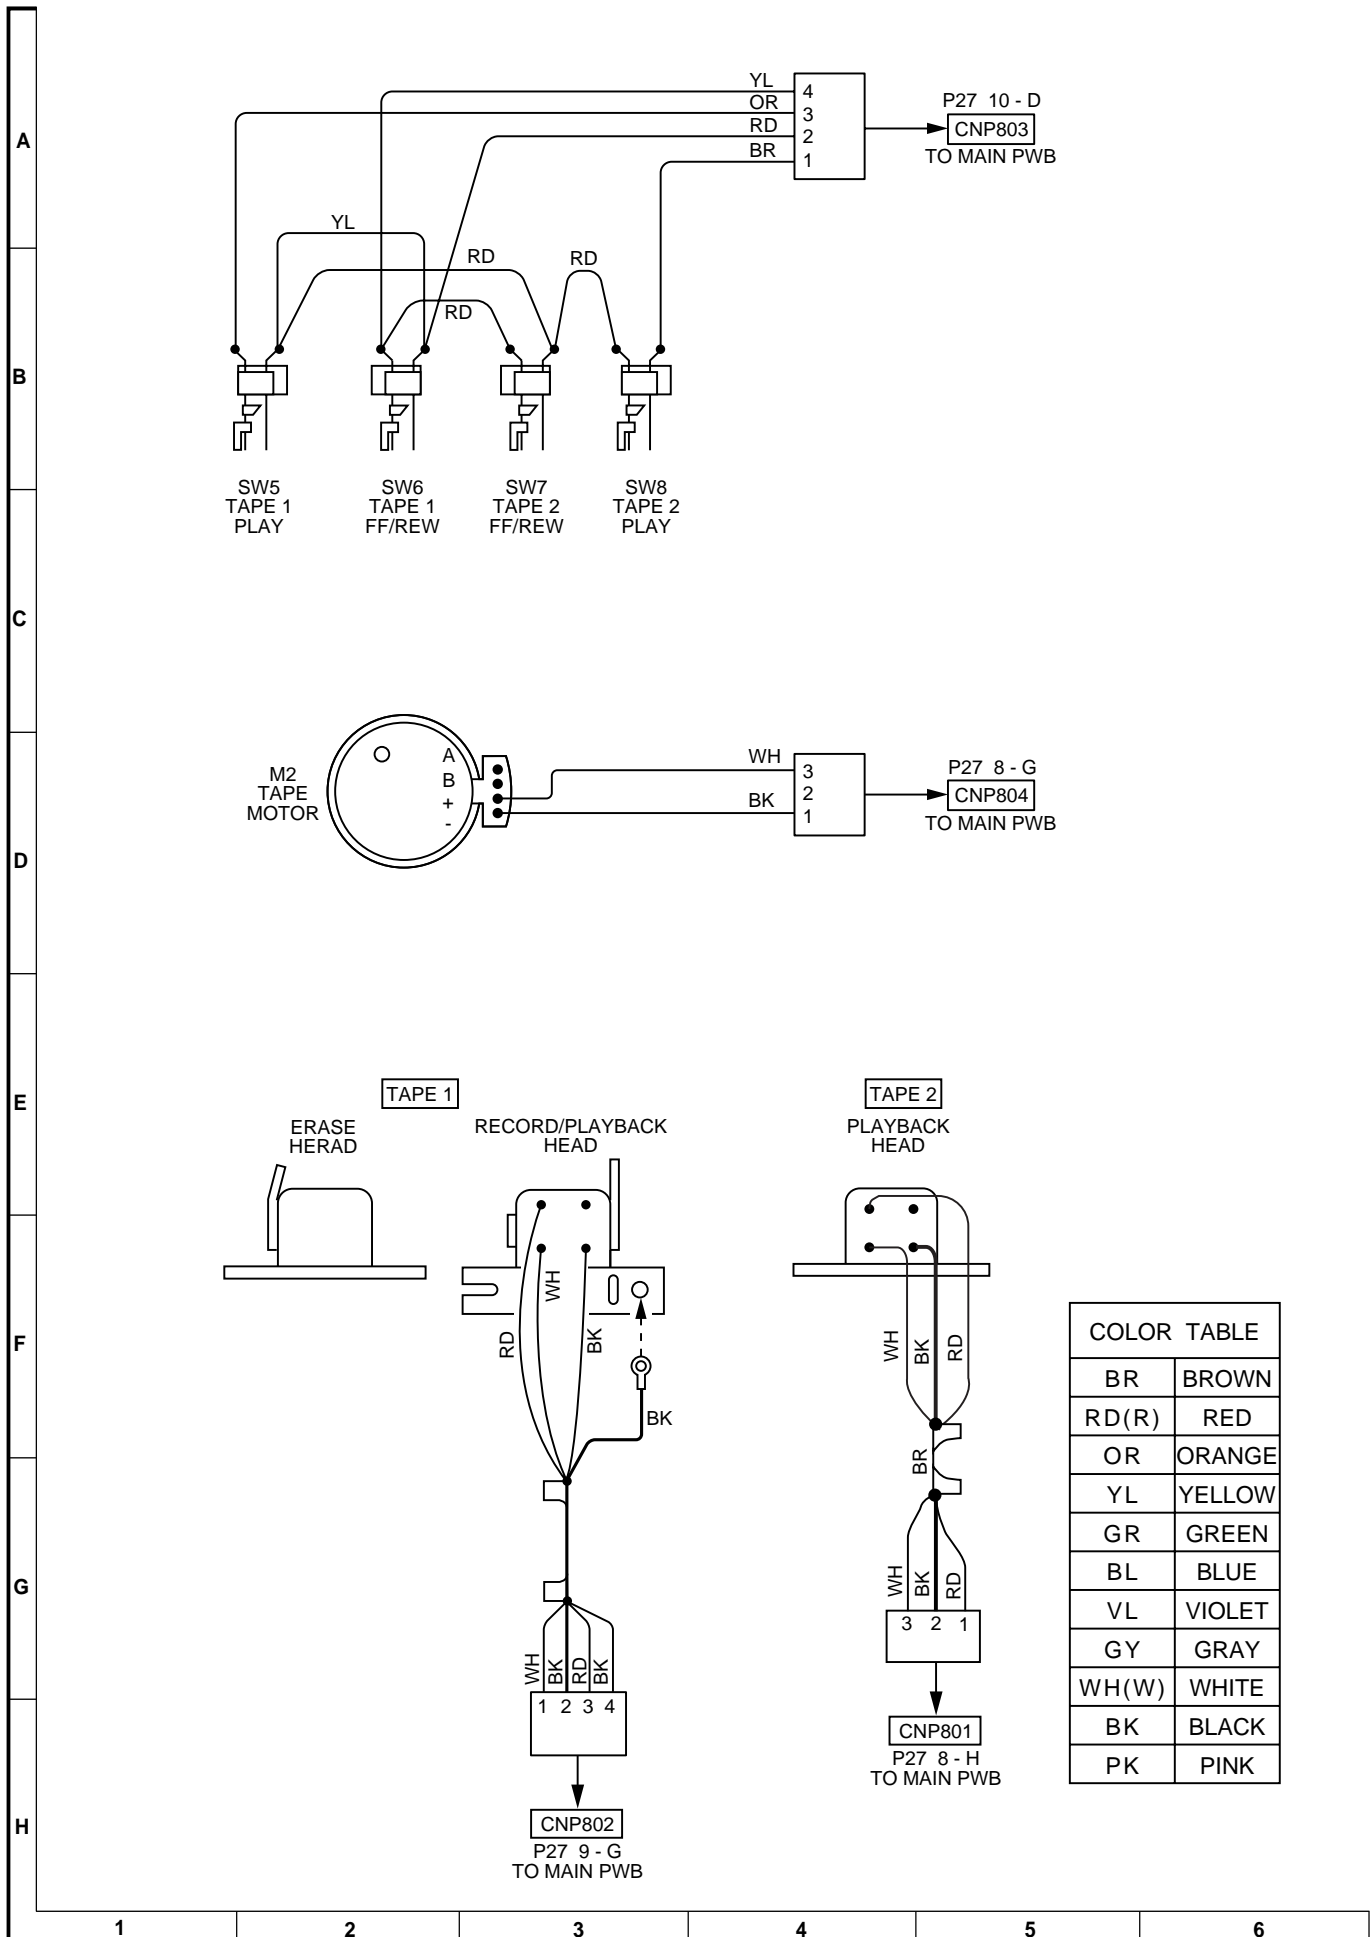 A
B
C
D
E
F
G
H
YL
OR
RD
BR
4
3
2
1
P27 10 - D
CNP803
TO MAIN PWB
YL
RD
RD
RD
SW5
TAPE 1
PLAY
SW6
TAPE 1
FF/REW
SW7
TAPE 2
FF/REW
SW8
TAPE 2
PLAY
M2
TAPE
MOTOR
A
B
+
-
WH
BK
3
2
1
P27 8 - G
CNP804
TO MAIN PWB
TAPE 1
ERASE
HERAD
RECORD/PLAYBACK
HEAD
RD
WH
BK
BK
WH
BK
RD
BK
1 2 3 4
CNP802
P27 9 - G
TO MAIN PWB
TAPE 2
PLAYBACK
HEAD
WH
BK
RD
BR
WH
BK
RD
3 2 1
CNP801
P27 8 - H
TO MAIN PWB
COLOR TABLE
BR BROWN
RD(R) RED
OR ORANGE
YL YELLOW
GR GREEN
BL BLUE
VL VIOLET
GY GRAY
WH(W) WHITE
BK BLACK
PK PINK
1 2 3 4 5 6